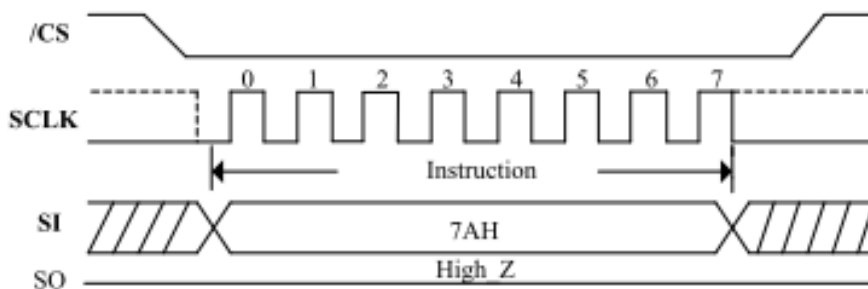 /CS
0 1 2 3 4 5 6 7
SCLK
Instruction
SI
7AH
High_Z
SO